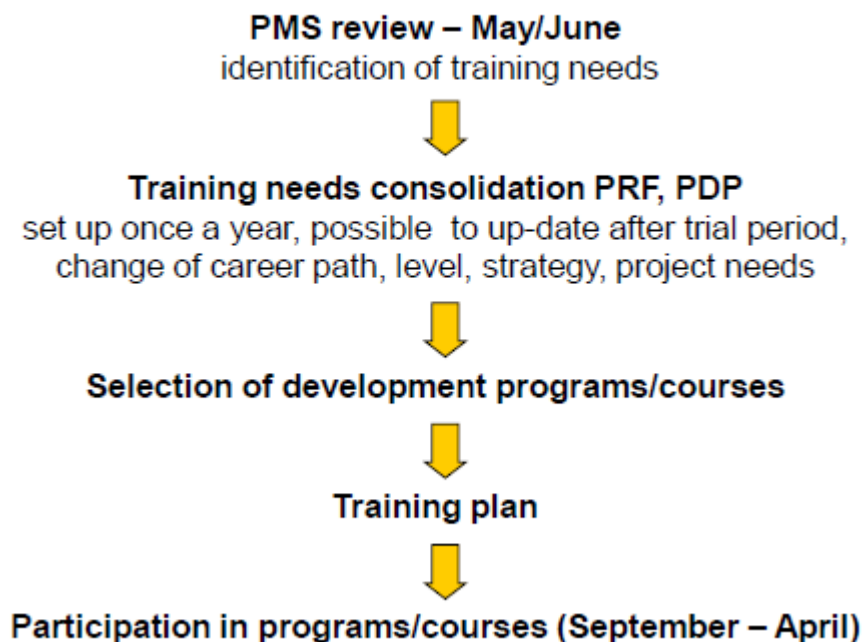 PMS review – May/June
identification of training needs
Training needs consolidation PRF, PDP
set up once a year, possible to up-date after trial period,
change of career path, level, strategy, project needs
Selection of development programs/courses
Training plan
Participation in programs/courses (September – April)